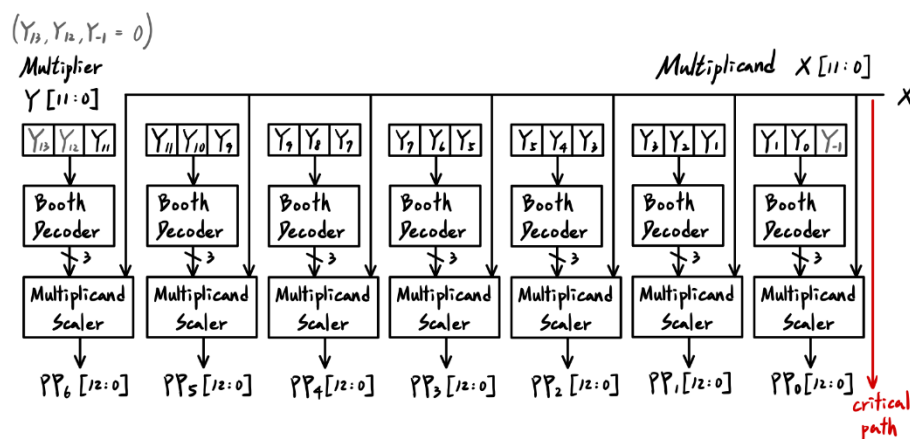 (Y₁₃, Y₁₂, Y₋₁ = 0)
Multiplier
Y [11:0]
Multiplicand X [11:0]
X
Y₁₃ Y₁₂ Y₁₁
Y₁₁ Y₁₀ Y₉
Y₉ Y₈ Y₇
Y₇ Y₆ Y₅
Y₅ Y₄ Y₃
Y₃ Y₂ Y₁
Y₁ Y₀ Y₋₁
Booth
Decoder
Booth
Decoder
Booth
Decoder
Booth
Decoder
Booth
Decoder
Booth
Decoder
Booth
Decoder
3
3
3
3
3
3
3
Multiplicand
Scaler
Multiplicand
Scaler
Multiplicand
Scaler
Multiplicand
Scaler
Multiplicand
Scaler
Multiplicand
Scaler
Multiplicand
Scaler
PP₆ [12:0]
PP₅ [12:0]
PP₄ [12:0]
PP₃ [12:0]
PP₂ [12:0]
PP₁ [12:0]
PP₀ [12:0]
critical
path